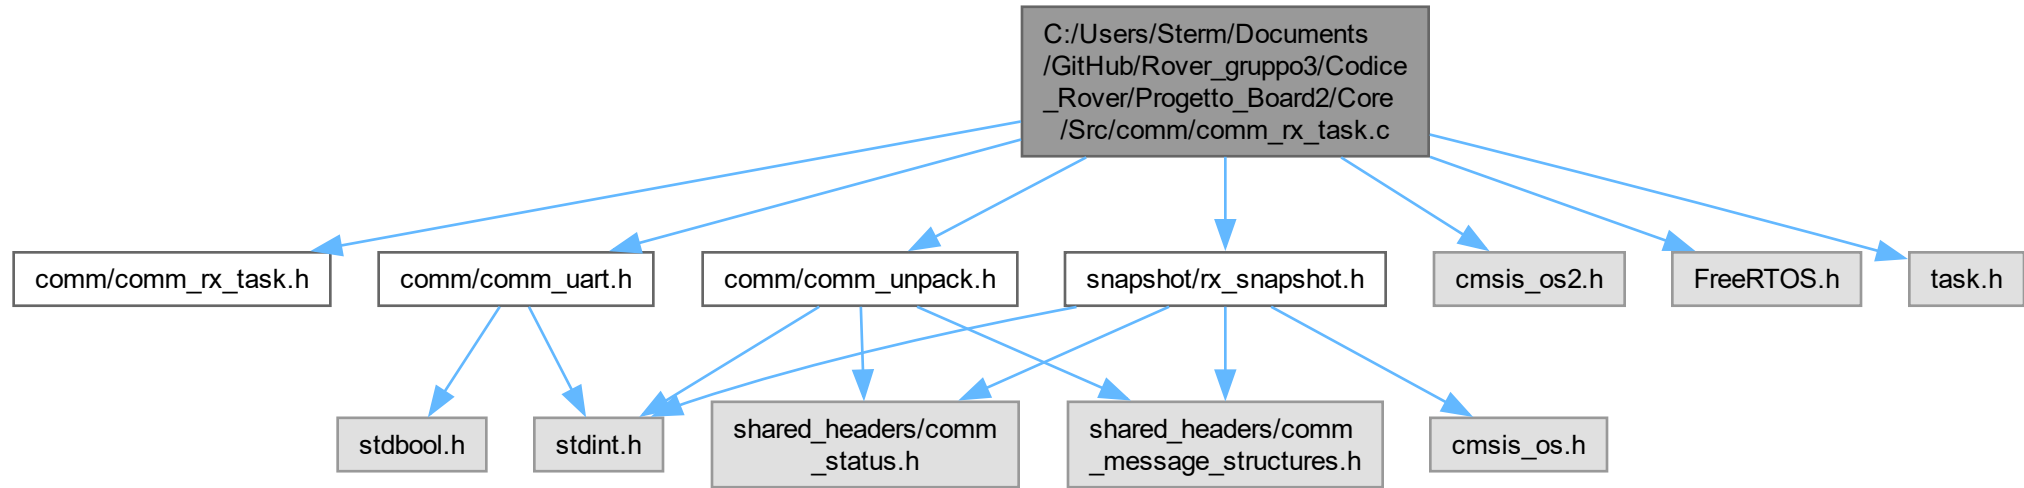 C:/Users/Sterm/Documents
/GitHub/Rover_gruppo3/Codice
_Rover/Progetto_Board2/Core
/Src/comm/comm_rx_task.c
comm/comm_rx_task.h
comm/comm_uart.h
comm/comm_unpack.h
snapshot/rx_snapshot.h
cmsis_os2.h
FreeRTOS.h
task.h
stdbool.h
stdint.h
shared_headers/comm
_status.h
shared_headers/comm
_message_structures.h
cmsis_os.h